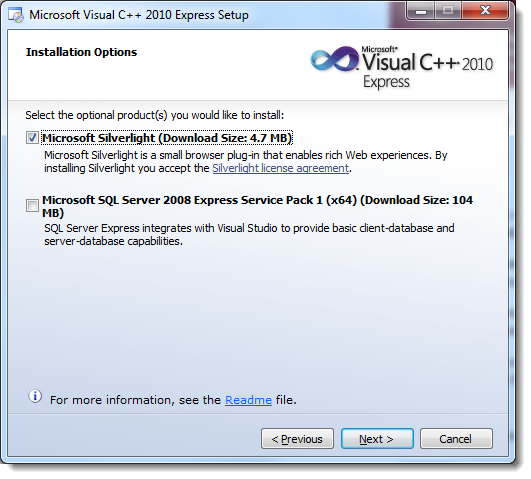 Microsoft Visual C++ 2010 Express Setup
Installation Options
Microsoft®
Visual C++ 2010
Express
Select the optional product(s) you would like to install:
Microsoft Silverlight (Download Size: 4.7 MB)
Microsoft Silverlight is a small browser plug-in that enables rich Web experiences. By
installing Silverlight you accept the Silverlight license agreement.
Microsoft SQL Server 2008 Express Service Pack 1 (x64) (Download Size: 104
MB)
SQL Server Express integrates with Visual Studio to provide basic client-database and
server-database capabilities.
For more information, see the Readme file.
< Previous
Next >
Cancel